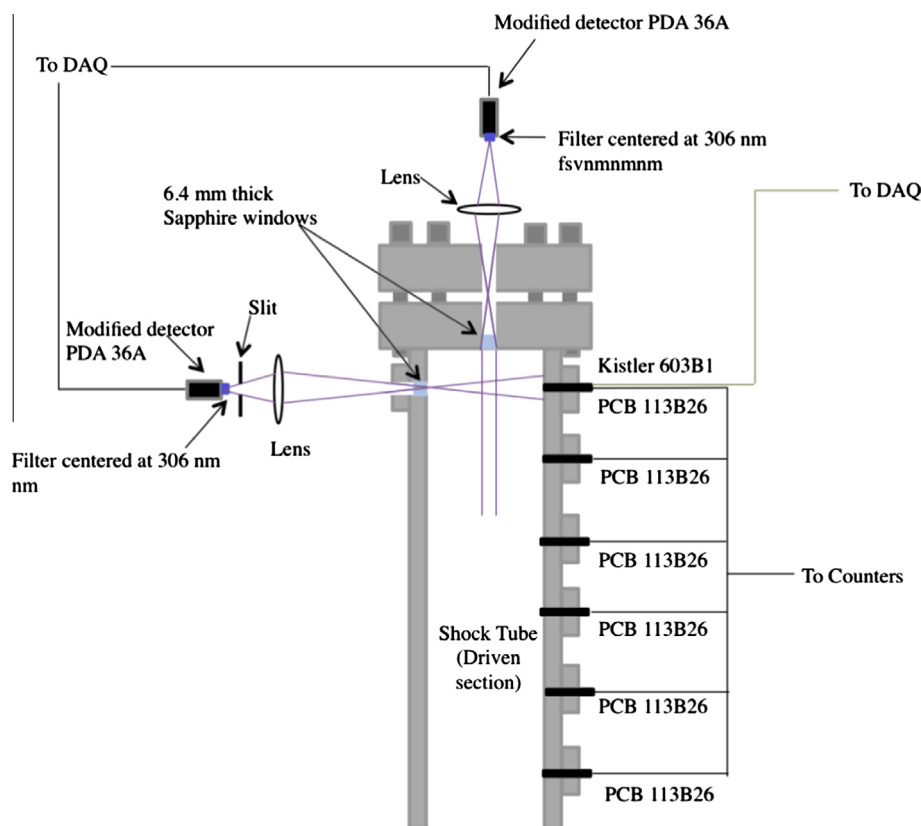 Modified detector PDA 36A
To DAQ
Filter centered at 306 nm
fsvnmnmnm
Lens
6.4 mm thick
Sapphire windows
To DAQ
Slit
Modified detector
PDA 36A
Kistler 603B1
PCB 113B26
Lens
Filter centered at 306 nm
nm
PCB 113B26
PCB 113B26
To Counters
Shock Tube
(Driven
section)
PCB 113B26
PCB 113B26
PCB 113B26